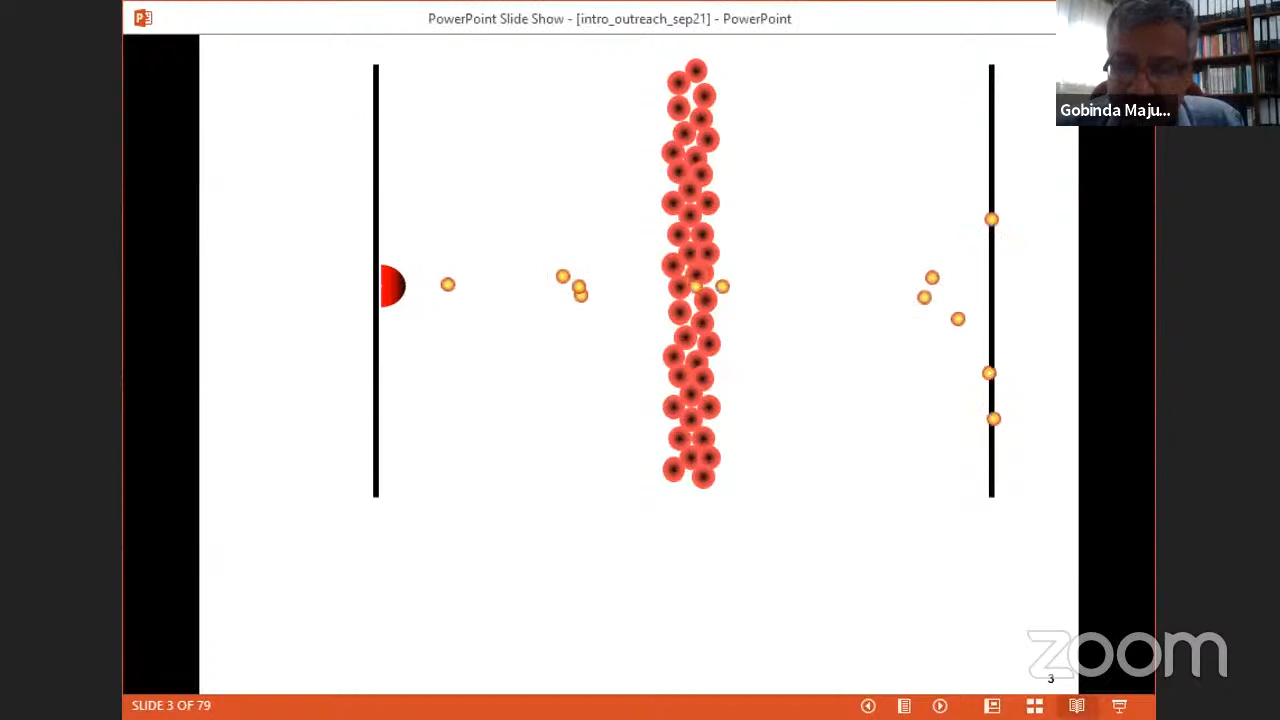 PowerPoint Slide Show - [intro_outreach_sep21] - PowerPoint
Gobinda Maju...
zoom
3
SLIDE 3 OF 79